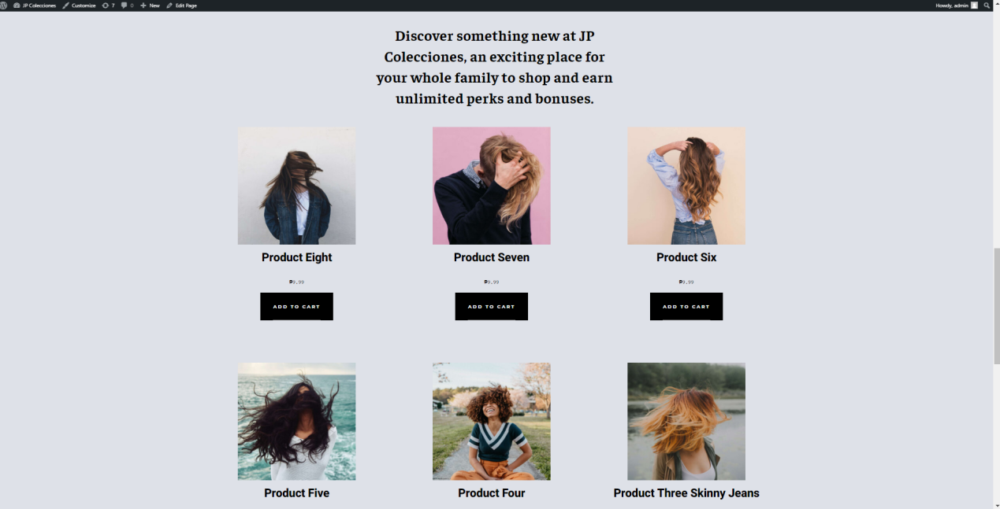 JP Colecciones Customize 7 0 New Edit Page Howdy, admin
Discover something new at JP
Colecciones, an exciting place for
your whole family to shop and earn
unlimited perks and bonuses.
Product Eight Product Seven Product Six
₱9.99 ₱9.99 ₱9.99
ADD TO CART ADD TO CART ADD TO CART
Product Five Product Four Product Three Skinny Jeans